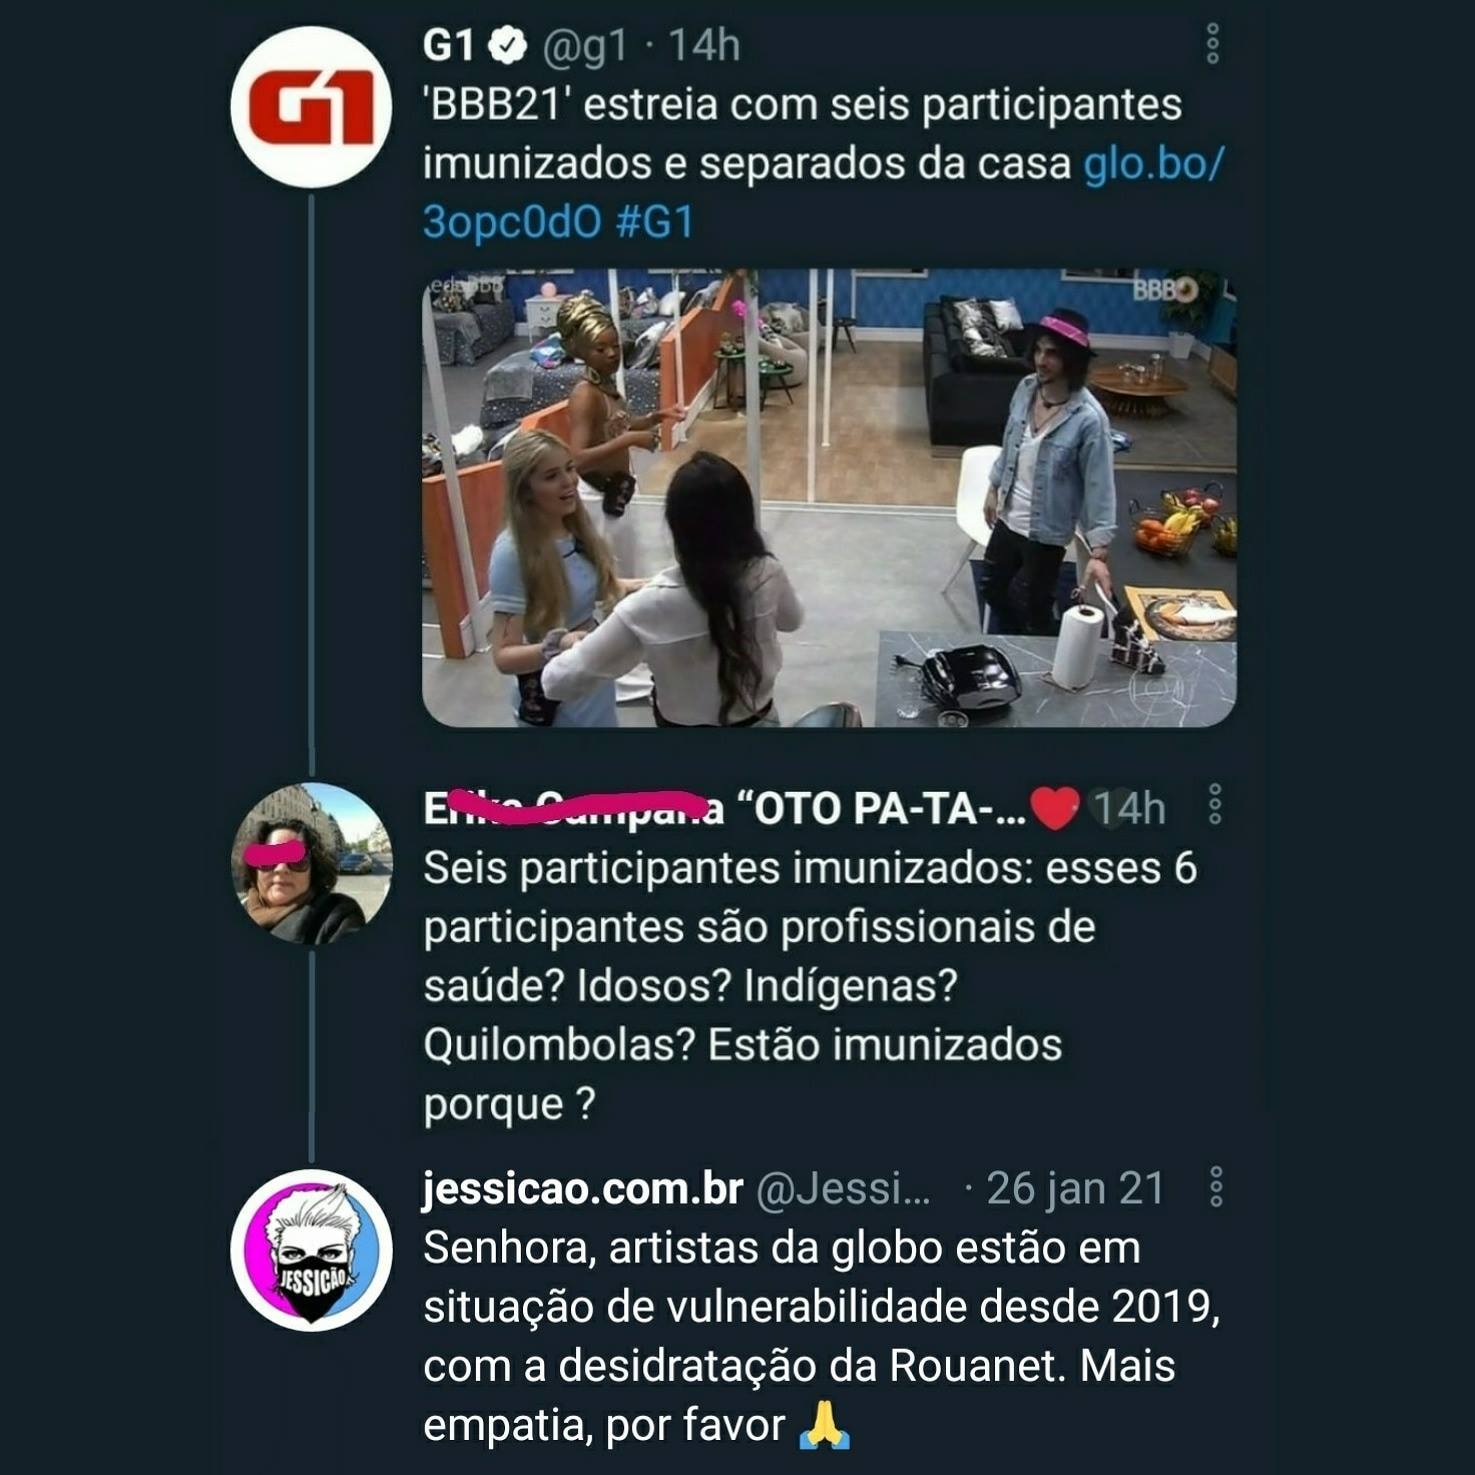 G1
G1 @g1 · 14h
'BBB21' estreia com seis participantes
imunizados e separados da casa glo.bo/
3opc0dO #G1
BBB
“OTO PA-TA-...❤️ 14h
Seis participantes imunizados: esses 6
participantes são profissionais de
saúde? Idosos? Indígenas?
Quilombolas? Estão imunizados
porque ?
jessicao.com.br @Jessi... · 26 jan 21
JESSICÃO
Senhora, artistas da globo estão em
situação de vulnerabilidade desde 2019,
com a desidratação da Rouanet. Mais
empatia, por favor 🙏